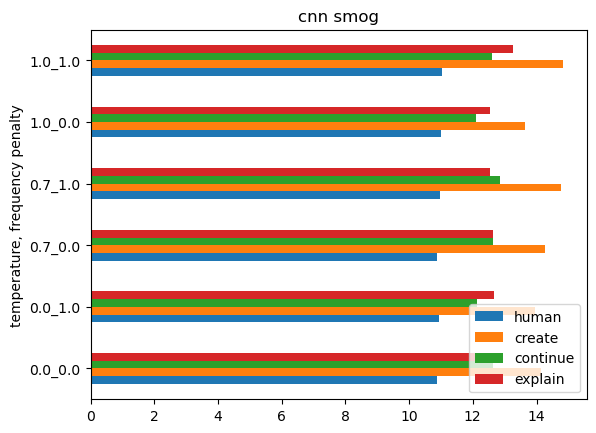 cnn smog
temperature, frequency penalty
1.0_1.0
1.0_0.0
0.7_1.0
0.7_0.0
0.0_1.0
0.0_0.0
human
create
continue
explain
0 2 4 6 8 10 12 14